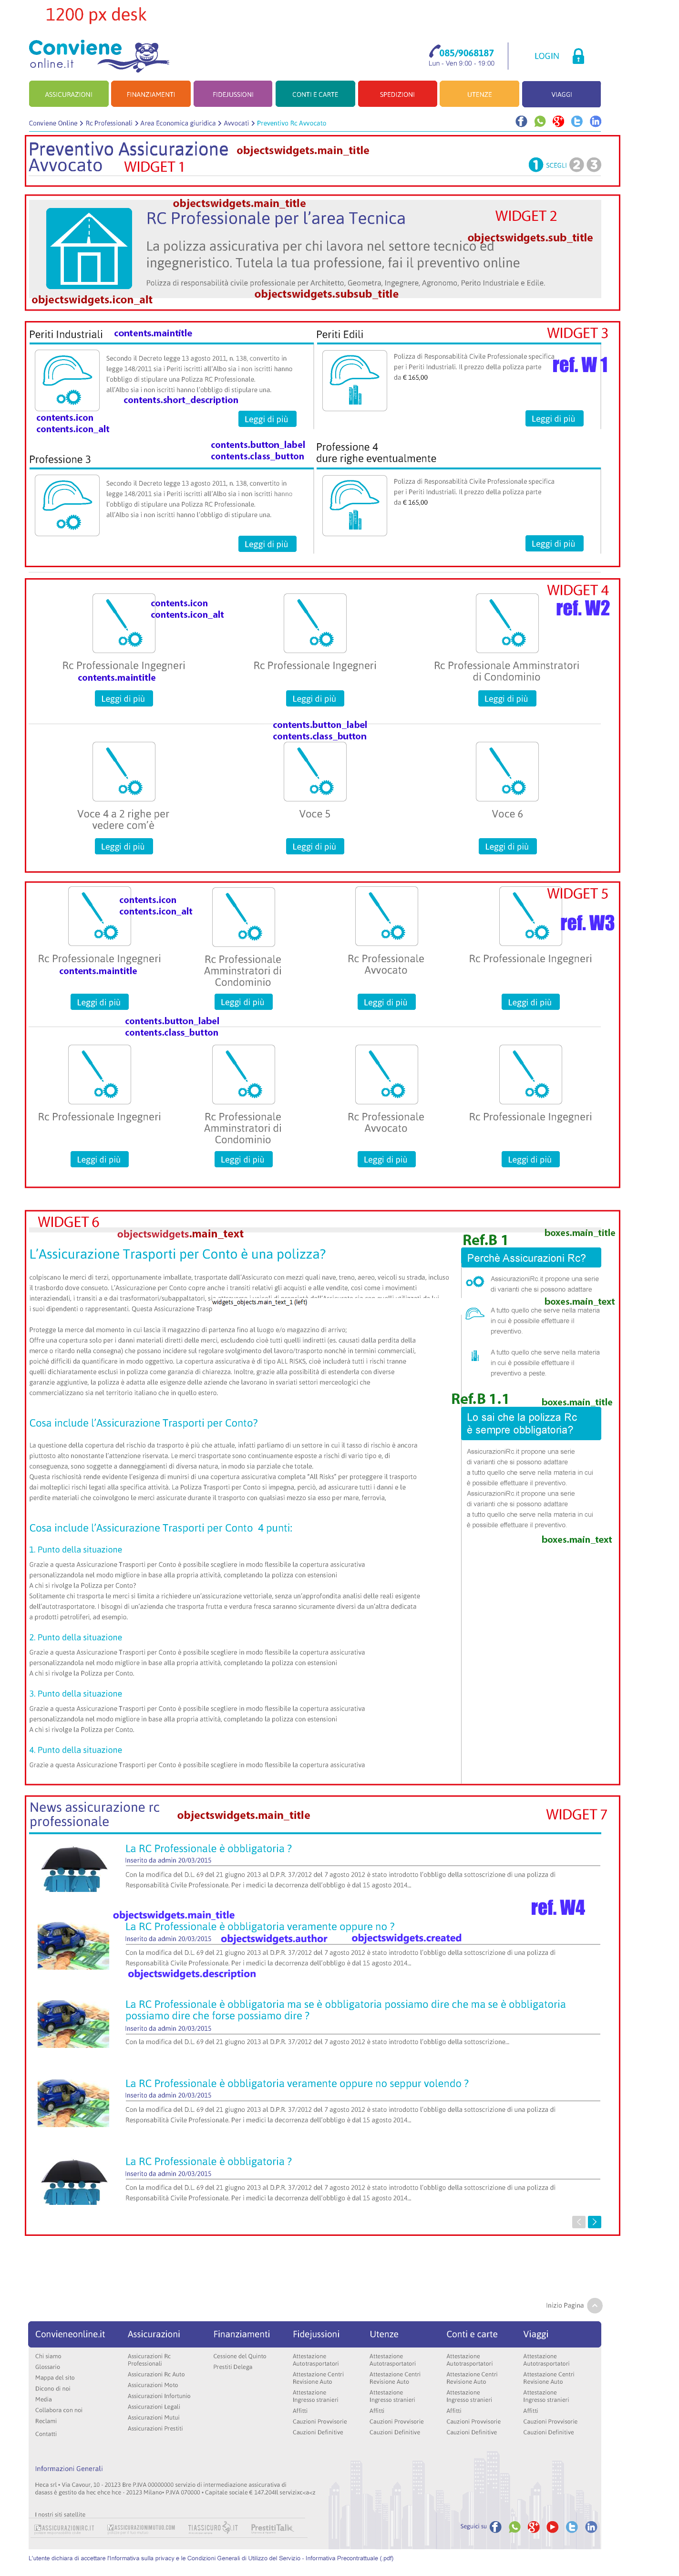 1200 px desk
Conviene
online.it
085/9068187
Lun - Ven 9:00 - 19:00
LOGIN
ASSICURAZIONI
FINANZIAMENTI
FIDEJUSSIONI
CONTI E CARTE
SPEDIZIONI
UTENZE
VIAGGI
Conviene Online > Rc Professionali > Area Economica giuridica > Avvocati > Preventivo Rc Avvocato
Preventivo Assicurazione
Avvocato
objectswidgets.main_title
WIDGET 1
1 SCEGLI 2 3
objectswidgets.main_title
RC Professionale per l'area Tecnica
WIDGET 2
objectswidgets.sub_title
La polizza assicurativa per chi lavora nel settore tecnico ed
ingegneristico. Tutela la tua professione, fai il preventivo online
Polizza di responsabilità civile professionale per Architetto, Geometra, Ingegnere, Agronomo, Perito Industriale e Edile.
objectswidgets.icon_alt
objectswidgets.subsub_title
Periti Industriali
contents.maintitle
Periti Edili
WIDGET 3
ref. W 1
Secondo il Decreto legge 13 agosto 2011, n. 138, convertito in
legge 148/2011 sia i Periti iscritti all'Albo sia i non iscritti hanno
l'obbligo di stipulare una Polizza RC Professionale.
all'Albo sia i non iscritti hanno l'obbligo di stipulare una.
contents.short_description
contents.icon
contents.icon_alt
Leggi di più
Polizza di Responsabilità Civile Professionale specifica
per i Periti Industriali. Il prezzo della polizza parte
da € 165,00
Leggi di più
contents.button_label
contents.class_button
Professione 3
Professione 4
dure righe eventualmente
Secondo il Decreto legge 13 agosto 2011, n. 138, convertito in
legge 148/2011 sia i Periti iscritti all'Albo sia i non iscritti hanno
l'obbligo di stipulare una Polizza RC Professionale.
all'Albo sia i non iscritti hanno l'obbligo di stipulare una.
Leggi di più
Polizza di Responsabilità Civile Professionale specifica
per i Periti Industriali. Il prezzo della polizza parte
da € 165,00
Leggi di più
WIDGET 4
ref. W2
contents.icon
contents.icon_alt
Rc Professionale Ingegneri
contents.maintitle
Rc Professionale Ingegneri
Rc Professionale Amminstratori
di Condominio
Leggi di più
Leggi di più
Leggi di più
contents.button_label
contents.class_button
Voce 4 a 2 righe per
vedere com'è
Voce 5
Voce 6
Leggi di più
Leggi di più
Leggi di più
WIDGET 5
ref. W3
contents.icon
contents.icon_alt
Rc Professionale Ingegneri
contents.maintitle
Rc Professionale
Amminstratori di
Condominio
Rc Professionale
Avvocato
Rc Professionale Ingegneri
Leggi di più
Leggi di più
Leggi di più
Leggi di più
contents.button_label
contents.class_button
Rc Professionale Ingegneri
Rc Professionale
Amminstratori di
Condominio
Rc Professionale
Avvocato
Rc Professionale Ingegneri
Leggi di più
Leggi di più
Leggi di più
Leggi di più
WIDGET 6
objectswidgets.main_text
L'Assicurazione Trasporti per Conto è una polizza?
colpiscano le merci di terzi, opportunamente imballate, trasportate dall'Assicurato con mezzi quali nave, treno, aereo, veicoli su strada, incluso
il trasbordo dove consueto. L'Assicurazione per Conto copre anche i transiti relativi gli acquisti e alle vendite, così come i movimenti
i suoi dipendenti o rappresentanti. Questa Assicurazione Trasp
widgets_objects.main_text_1 (left)
Protegge la merce dal momento in cui lascia il magazzino di partenza fino al luogo e/o magazzino di arrivo;
Offre una copertura solo per i danni materiali diretti delle merci, escludendo cioè tutti quelli indiretti (es. causati dalla perdita della
merce o ritardo nella consegna) che possano incidere sul regolare svolgimento del lavoro/trasporto nonché in termini commerciali,
poiché difficili da quantificare in modo oggettivo. La copertura assicurativa è di tipo ALL RISKS, cioè includerà tutti i rischi tranne
quelli dichiaratamente esclusi in polizza come garanzia di chiarezza. Inoltre, grazie alla possibilità di estenderla con diverse
garanzie aggiuntive, la polizza è adatta alle esigenze delle aziende che lavorano in svariati settori merceologici che
commercializzano sia nel territorio italiano che in quello estero.
Cosa include l'Assicurazione Trasporti per Conto?
La questione della copertura del rischio da trasporto è più che attuale, infatti parliamo di un settore in cui il tasso di rischio è ancora
piuttosto alto nonostante l'attenzione riservata. Le merci trasportate sono continuamente esposte a rischi di vario tipo e, di
conseguenza, sono soggette a danneggiamenti di diversa natura, in modo sia parziale che totale.
Questa rischiosità rende evidente l'esigenza di munirsi di una copertura assicurativa completa "All Risks" per proteggere il trasporto
dai molteplici rischi legati alla specifica attività. La Polizza Trasporti per Conto si impegna, perciò, ad assicurare tutti i danni e le
perdite materiali che coinvolgono le merci assicurate durante il trasporto con qualsiasi mezzo sia esso per mare, ferrovia,
Cosa include l'Assicurazione Trasporti per Conto 4 punti:
1. Punto della situazione
Grazie a questa Assicurazione Trasporti per Conto è possibile scegliere in modo flessibile la copertura assicurativa
personalizzandola nel modo migliore in base alla propria attività, completando la polizza con estensioni
A chi si rivolge la Polizza per Conto?
Solitamente chi trasporta le merci si limita a richiedere un'assicurazione vettoriale, senza un'approfondita analisi delle reali esigenze
dell'autotrasportatore. I bisogni di un'azienda che trasporta frutta e verdura fresca saranno sicuramente diversi da un'altra dedicata
a prodotti petroliferi, ad esempio.
2. Punto della situazione
Grazie a questa Assicurazione Trasporti per Conto è possibile scegliere in modo flessibile la copertura assicurativa
personalizzandola nel modo migliore in base alla propria attività, completando la polizza con estensioni
A chi si rivolge la Polizza per Conto.
3. Punto della situazione
Grazie a questa Assicurazione Trasporti per Conto è possibile scegliere in modo flessibile la copertura assicurativa
personalizzandola nel modo migliore in base alla propria attività, completando la polizza con estensioni
A chi si rivolge la Polizza per Conto.
4. Punto della situazione
Grazie a questa Assicurazione Trasporti per Conto è possibile scegliere in modo flessibile la copertura assicurativa
Ref.B 1
boxes.main_title
Perchè Assicurazioni Rc?
AssicurazioniRc.it propone una serie
di varianti che si possono adattare
boxes.main_text
A tutto quello che serve nella materia
in cui è possibile effettuare il
preventivo.
A tutto quello che serve nella materia
in cui è possibile effettuare il
preventivo a peste.
Ref.B 1.1
boxes.main_title
Lo sai che la polizza Rc
è sempre obbligatoria?
AssicurazioniRc.it propone una serie
di varianti che si possono adattare
a tutto quello che serve nella materia in cui
è possibile effettuare il preventivo.
AssicurazioniRc.it propone una serie
di varianti che si possono adattare
a tutto quello che serve nella materia in cui
è possibile effettuare il preventivo.
boxes.main_text
News assicurazione rc
professionale
objectswidgets.main_title
WIDGET 7
La RC Professionale è obbligatoria ?
Inserito da admin 20/03/2015
Con la modifica del D.L. 69 del 21 giugno 2013 al D.P.R. 37/2012 del 7 agosto 2012 è stato introdotto l'obbligo della sottoscrizione di una polizza di
Responsabilità Civile Professionale. Per i medici la decorrenza dell'obbligo è dal 15 agosto 2014...
ref. W4
objectswidgets.main_title
La RC Professionale è obbligatoria veramente oppure no ?
Inserito da admin 20/03/2015
objectswidgets.author
objectswidgets.created
Con la modifica del D.L. 69 del 21 giugno 2013 al D.P.R. 37/2012 del 7 agosto 2012 è stato introdotto l'obbligo della sottoscrizione di una polizza di
Responsabilità Civile Professionale. Per i medici la decorrenza dell'obbligo è dal 15 agosto 2014...
objectswidgets.description
La RC Professionale è obbligatoria ma se è obbligatoria possiamo dire che ma se è obbligatoria
possiamo dire che forse possiamo dire ?
Inserito da admin 20/03/2015
Con la modifica del D.L. 69 del 21 giugno 2013 al D.P.R. 37/2012 del 7 agosto 2012 è stato introdotto l'obbligo della sottoscrizione...
La RC Professionale è obbligatoria veramente oppure no seppur volendo ?
Inserito da admin 20/03/2015
Con la modifica del D.L. 69 del 21 giugno 2013 al D.P.R. 37/2012 del 7 agosto 2012 è stato introdotto l'obbligo della sottoscrizione di una polizza di
Responsabilità Civile Professionale. Per i medici la decorrenza dell'obbligo è dal 15 agosto 2014...
La RC Professionale è obbligatoria ?
Inserito da admin 20/03/2015
Con la modifica del D.L. 69 del 21 giugno 2013 al D.P.R. 37/2012 del 7 agosto 2012 è stato introdotto l'obbligo della sottoscrizione di una polizza di
Responsabilità Civile Professionale. Per i medici la decorrenza dell'obbligo è dal 15 agosto 2014...
Inizio Pagina
Convieneonline.it
Chi siamo
Glossario
Mappa del sito
Dicono di noi
Media
Collabora con noi
Reclami
Contatti
Assicurazioni
Assicurazioni Rc
Professionali
Assicurazioni Rc Auto
Assicurazioni Moto
Assicurazioni Infortunio
Assicurazioni Legali
Assicurazioni Mutui
Assicurazioni Prestiti
Finanziamenti
Cessione del Quinto
Prestiti Delega
Fidejussioni
Attestazione
Autotrasportatori
Attestazione Centri
Revisione Auto
Attestazione
Ingresso stranieri
Affitti
Cauzioni Provvisorie
Cauzioni Definitive
Utenze
Attestazione
Autotrasportatori
Attestazione Centri
Revisione Auto
Attestazione
Ingresso stranieri
Affitti
Cauzioni Provvisorie
Cauzioni Definitive
Conti e carte
Attestazione
Autotrasportatori
Attestazione Centri
Revisione Auto
Attestazione
Ingresso stranieri
Affitti
Cauzioni Provvisorie
Cauzioni Definitive
Viaggi
Attestazione
Autotrasportatori
Attestazione Centri
Revisione Auto
Attestazione
Ingresso stranieri
Affitti
Cauzioni Provvisorie
Cauzioni Definitive
Informazioni Generali
Heca srl • Via Cavour, 10 - 20123 Bre P.IVA 00000000 servizio di intermediazione assicurativa di
I nostri siti satellite
ASSICURAZIONIRC.IT
ASSICURAZIONIMUTUO.COM
TIASSICURO.IT
PrestitiTalk
Seguici su
L'utente dichiara di accettare l'Informativa sulla privacy e le Condizioni Generali di Utilizzo del Servizio - Informativa Precontrattuale (.pdf)